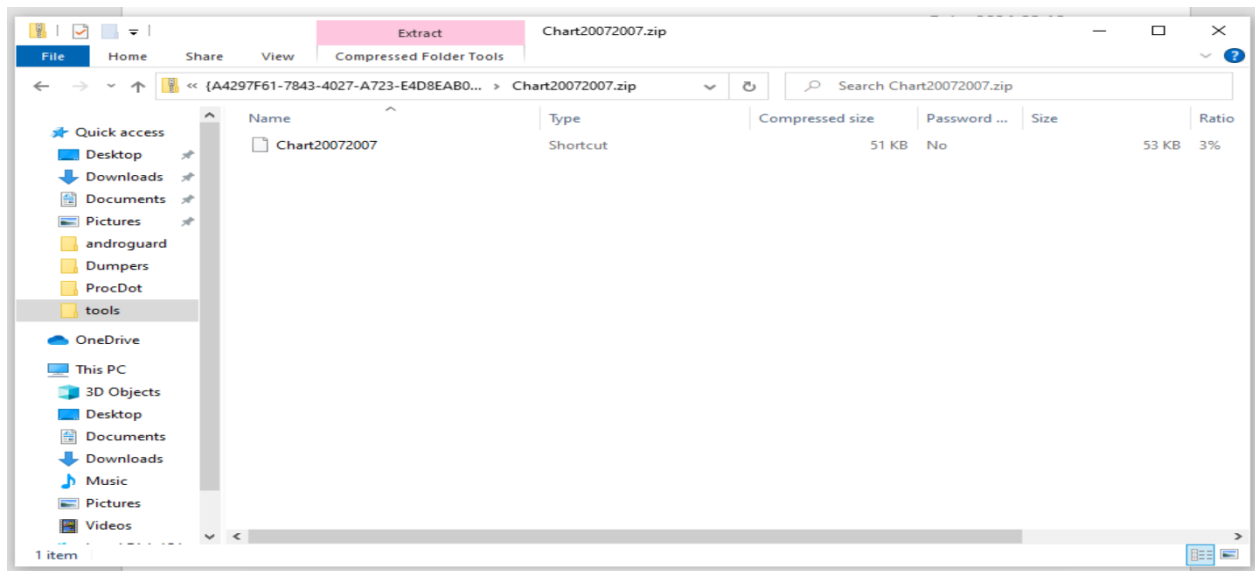 Extract
Chart20072007.zip
File Home Share View Compressed Folder Tools
« {A4297F61-7843-4027-A723-E4D8EAB0... > Chart20072007.zip
Search Chart20072007.zip
Name Type Compressed size Password ... Size Ratio
Chart20072007 Shortcut 51 KB No 53 KB 3%
Quick access
Desktop
Downloads
Documents
Pictures
androguard
Dumpers
ProcDot
tools
OneDrive
This PC
3D Objects
Desktop
Documents
Downloads
Music
Pictures
Videos
1 item